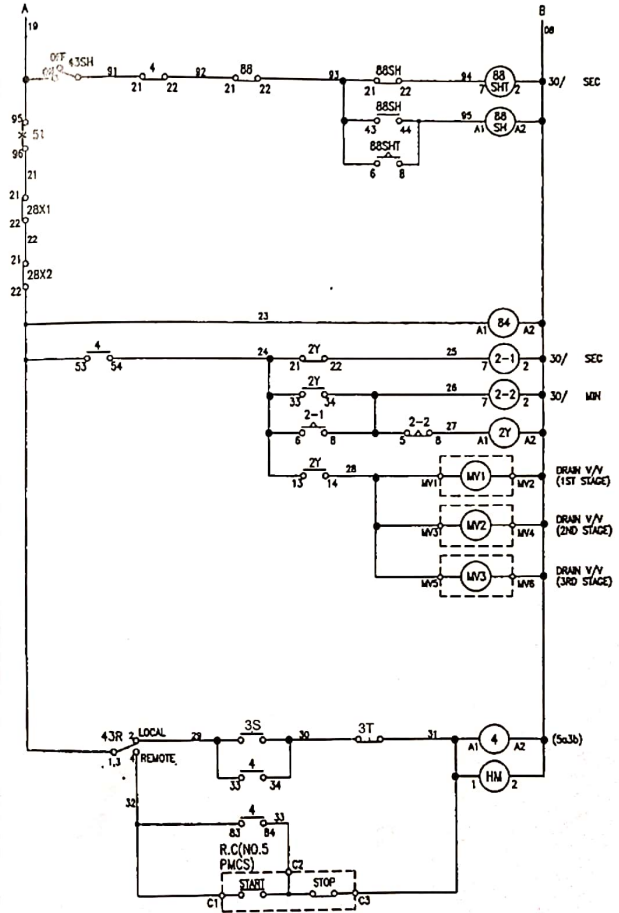 A
B
19
08
OFF 43SH
ON
91
4
92
88
93
88SH
94
88
SHT
30/ SEC
21
22
21
22
21
22
7
2
88SH
95
88
SH
43
44
A1
A2
88SHT
6
8
95
51
96
21
21
28X1
22
22
21
28X2
22
23
84
A1
A2
4
24
2Y
25
2-1
30/ SEC
53
54
21
22
7
2
2Y
26
2-2
30/ MIN
33
34
7
2
2-1
2-2
27
2Y
6
8
5
8
A1
A2
2Y
28
13
14
MV1
MV1
MV2
DRAIN V/V
(1ST STAGE)
MV3
MV2
MV4
DRAIN V/V
(2ND STAGE)
MV5
MV3
MV6
DRAIN V/V
(3RD STAGE)
43R
2
LOCAL
29
3S
30
3T
31
4
(5a3b)
1,3
4
REMOTE
A1
A2
4
33
34
1
HM
2
32
4
33
83
84
R.C(NO.5
PMCS)
C2
START
STOP
C1
C3